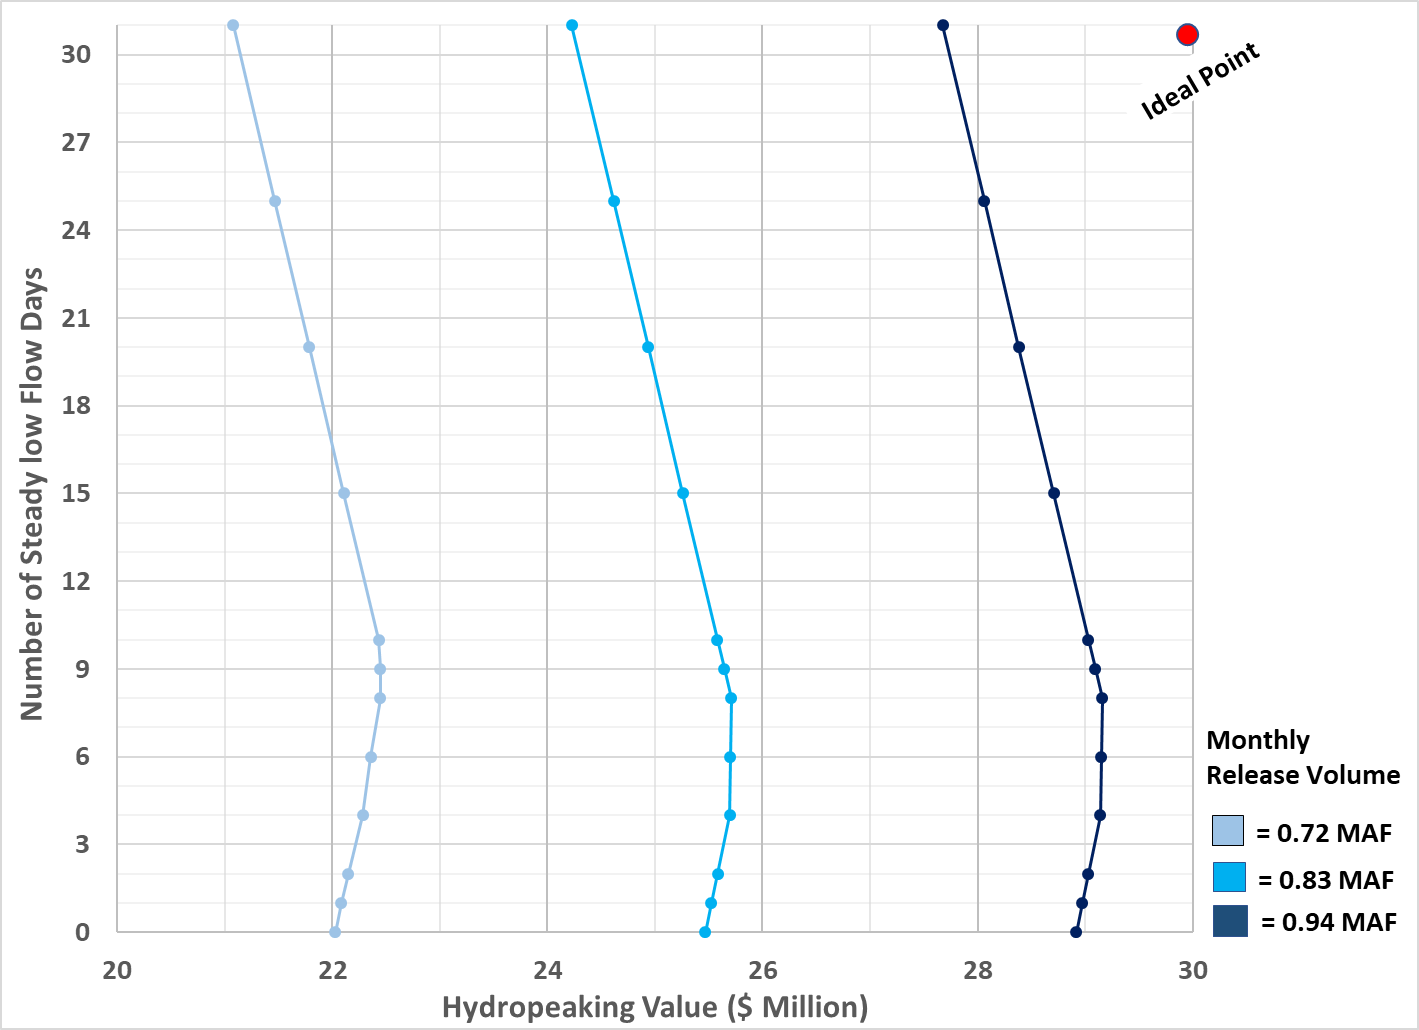 Ideal Point
30
27
24
21
18
15
12
9
6
3
0
Number of Steady low Flow Days
20
22
24
26
28
30
Hydropeaking Value ($ Million)
Monthly
Release Volume
= 0.72 MAF
= 0.83 MAF
= 0.94 MAF